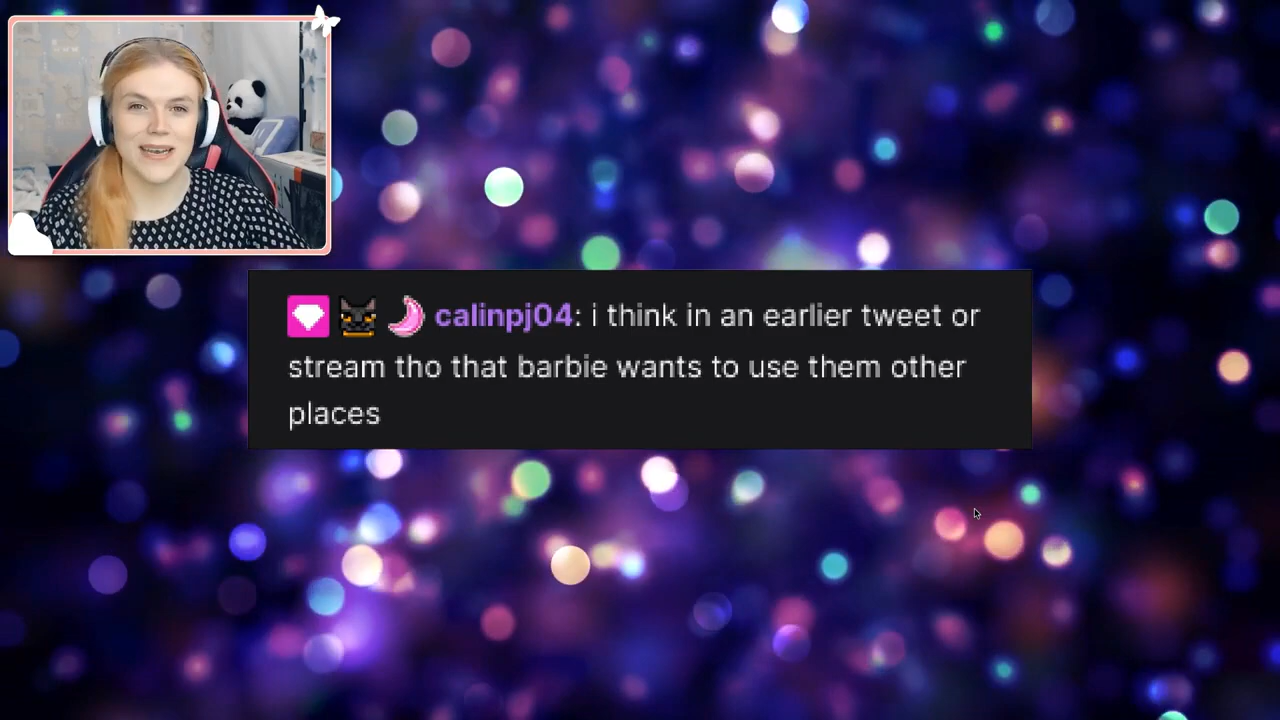 calinpj04: i think in an earlier tweet or
stream tho that barbie wants to use them other
places